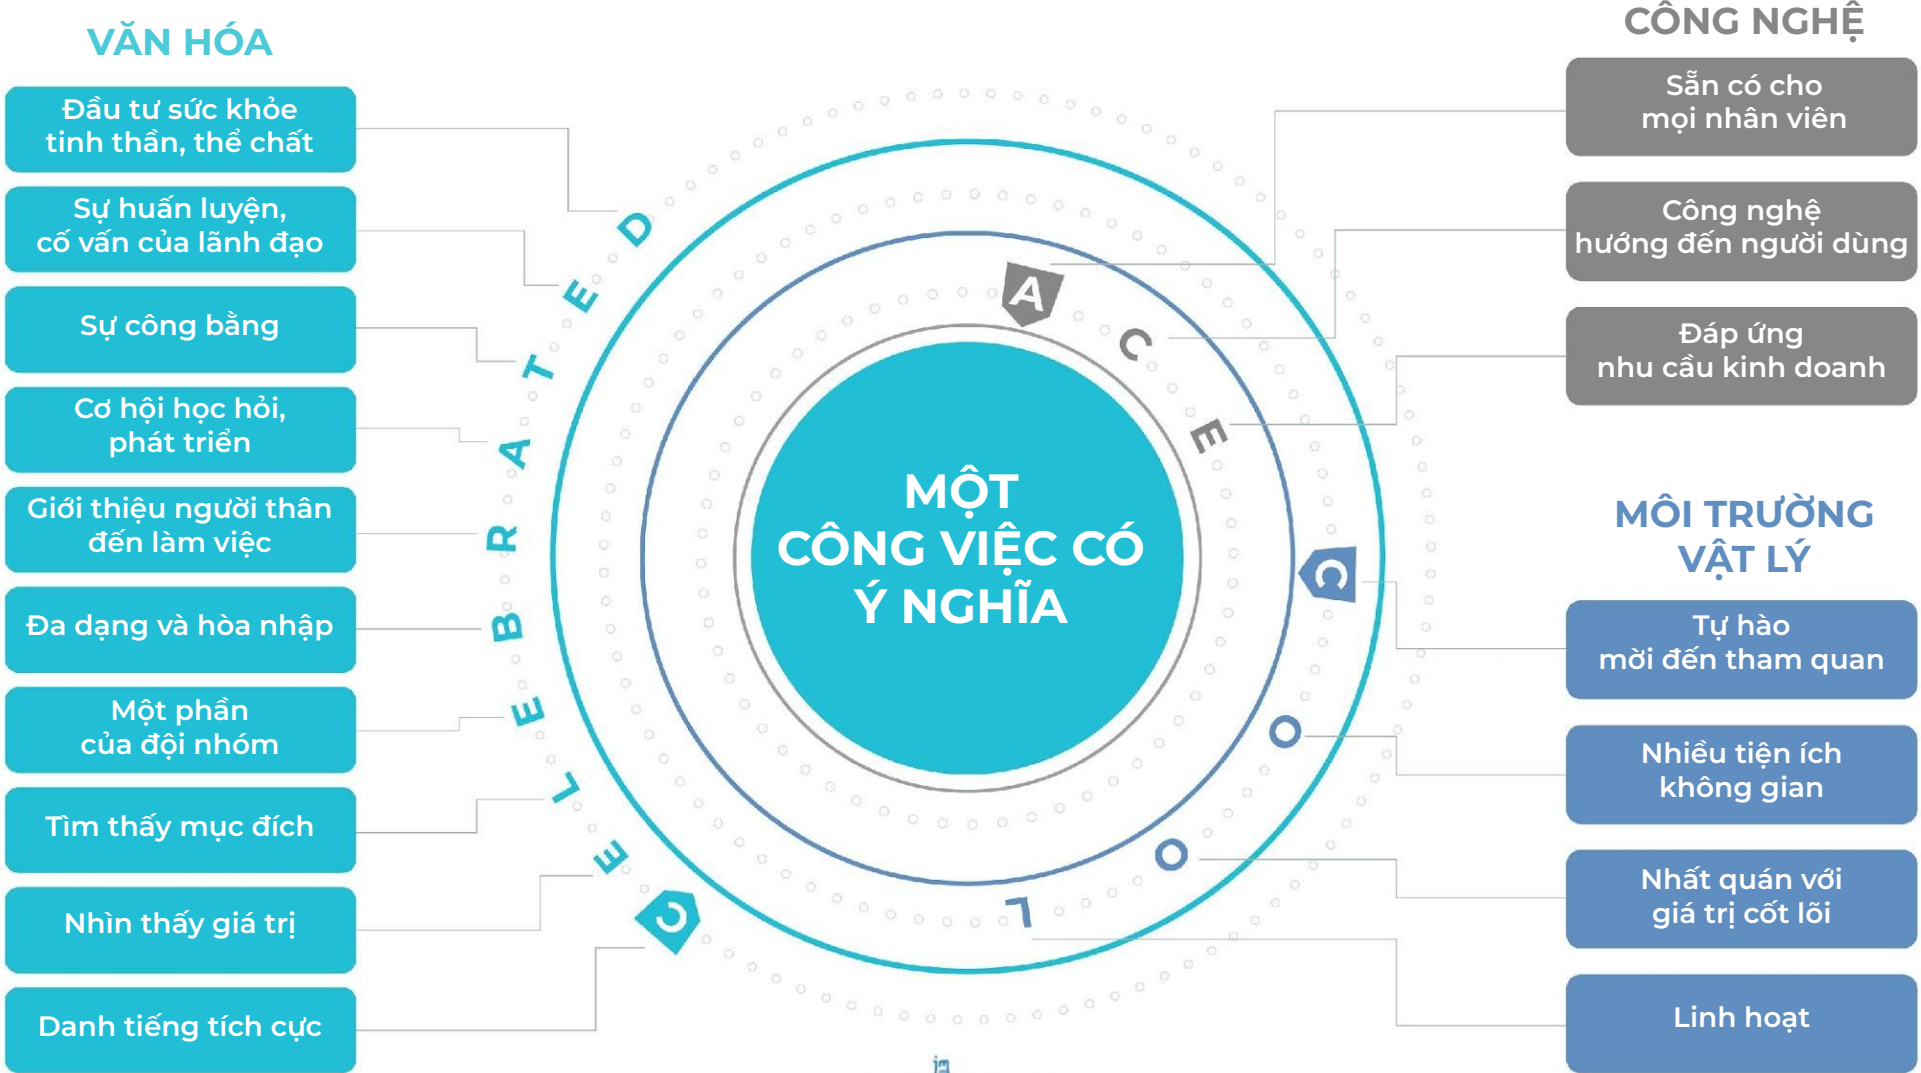 VĂN HÓA
Đầu tư sức khỏe
tinh thần, thể chất
Sự huấn luyện,
cố vấn của lãnh đạo
Sự công bằng
Cơ hội học hỏi,
phát triển
Giới thiệu người thân
đến làm việc
Đa dạng và hòa nhập
Một phần
của đội nhóm
Tìm thấy mục đích
Nhìn thấy giá trị
Danh tiếng tích cực
CELEBRATED
ACE
COOL
MỘT
CÔNG VIỆC CÓ
Ý NGHĨA
CÔNG NGHỆ
Sẵn có cho
mọi nhân viên
Công nghệ
hướng đến người dùng
Đáp ứng
nhu cầu kinh doanh
MÔI TRƯỜNG
VẬT LÝ
Tự hào
mời đến tham quan
Nhiều tiện ích
không gian
Nhất quán với
giá trị cốt lõi
Linh hoạt